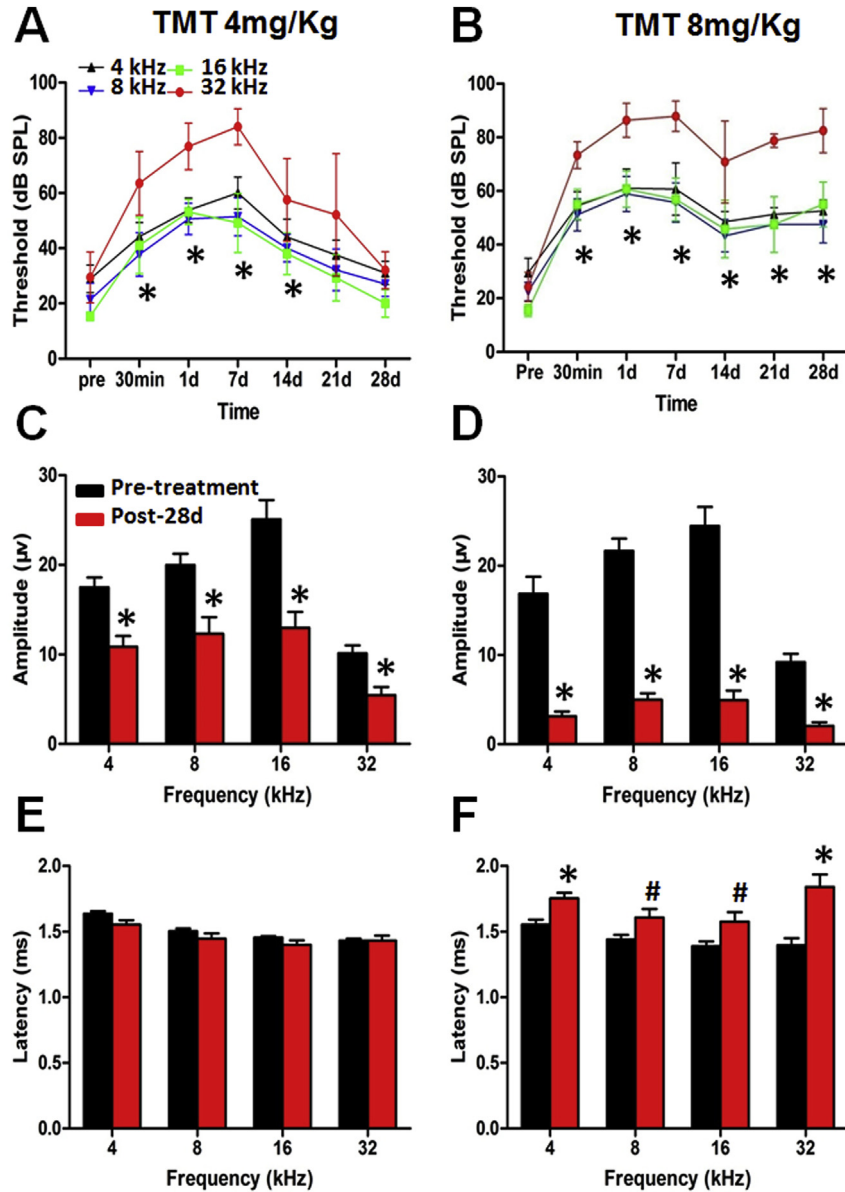 A
TMT 4mg/Kg
4 kHz 16 kHz
8 kHz 32 kHz
Threshold (dB SPL)
100
80
60
40
20
0
* * * *
pre 30min 1d 7d 14d 21d 28d
Time
B
TMT 8mg/Kg
Threshold (dB SPL)
100
80
60
40
20
0
* * * * * *
Pre 30min 1d 7d 14d 21d 28d
Time
C
Pre-treatment
Post-28d
Amplitude (μv)
30
20
10
0
* * * *
4 8 16 32
Frequency (kHz)
D
Amplitude (μv)
30
20
10
0
* * * *
4 8 16 32
Frequency (kHz)
E
Latency (ms)
2.0
1.5
1.0
0.5
0.0
4 8 16 32
Frequency (kHz)
F
Latency (ms)
2.0
1.5
1.0
0.5
0.0
* # # *
4 8 16 32
Frequency (kHz)